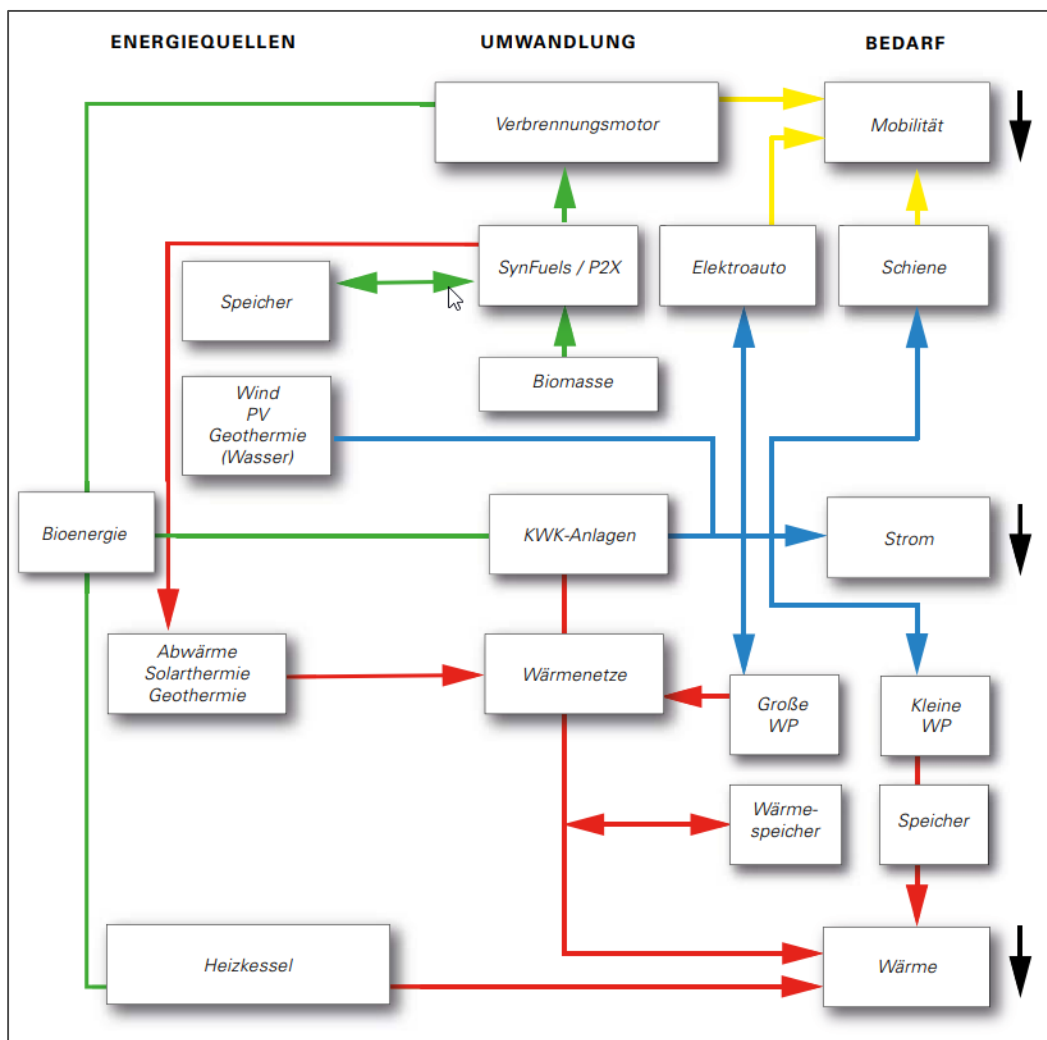 ENERGIEQUELLEN
UMWANDLUNG
BEDARF
Verbrennungsmotor
Mobilität
SynFuels / P2X
Elektroauto
Schiene
Speicher
Biomasse
Wind
PV
Geothermie
(Wasser)
Bioenergie
KWK-Anlagen
Strom
Abwärme
Solarthermie
Geothermie
Wärmenetze
Große
WP
Kleine
WP
Wärme-
speicher
Speicher
Heizkessel
Wärme